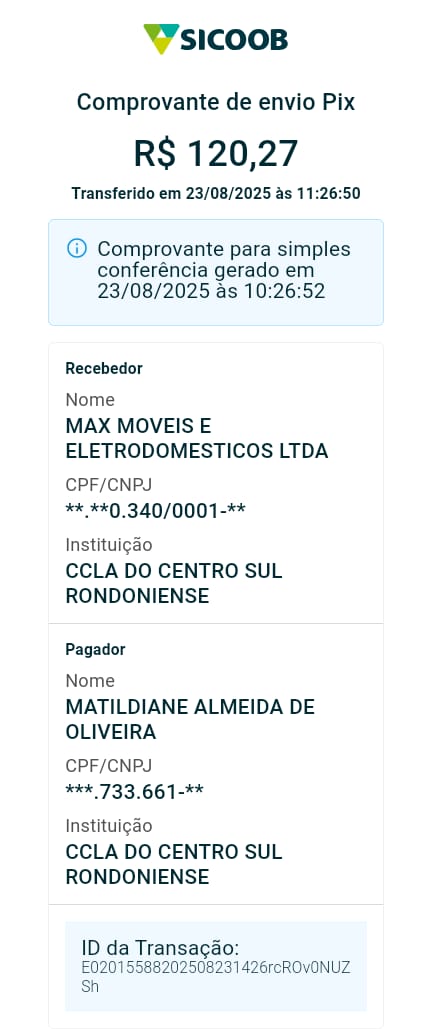 SICOOB
Comprovante de envio Pix
R$ 120,27
Transferido em 23/08/2025 às 11:26:50
Comprovante para simples
conferência gerado em
23/08/2025 às 10:26:52
Recebedor
Nome
MAX MOVEIS E
ELETRODOMESTICOS LTDA
CPF/CNPJ
**.**0.340/0001-**
Instituição
CCLA DO CENTRO SUL
RONDONIENSE
Pagador
Nome
MATILDIANE ALMEIDA DE
OLIVEIRA
CPF/CNPJ
***.733.661-**
Instituição
CCLA DO CENTRO SUL
RONDONIENSE
ID da Transação:
E02015588202508231426rcROv0NUZ
Sh